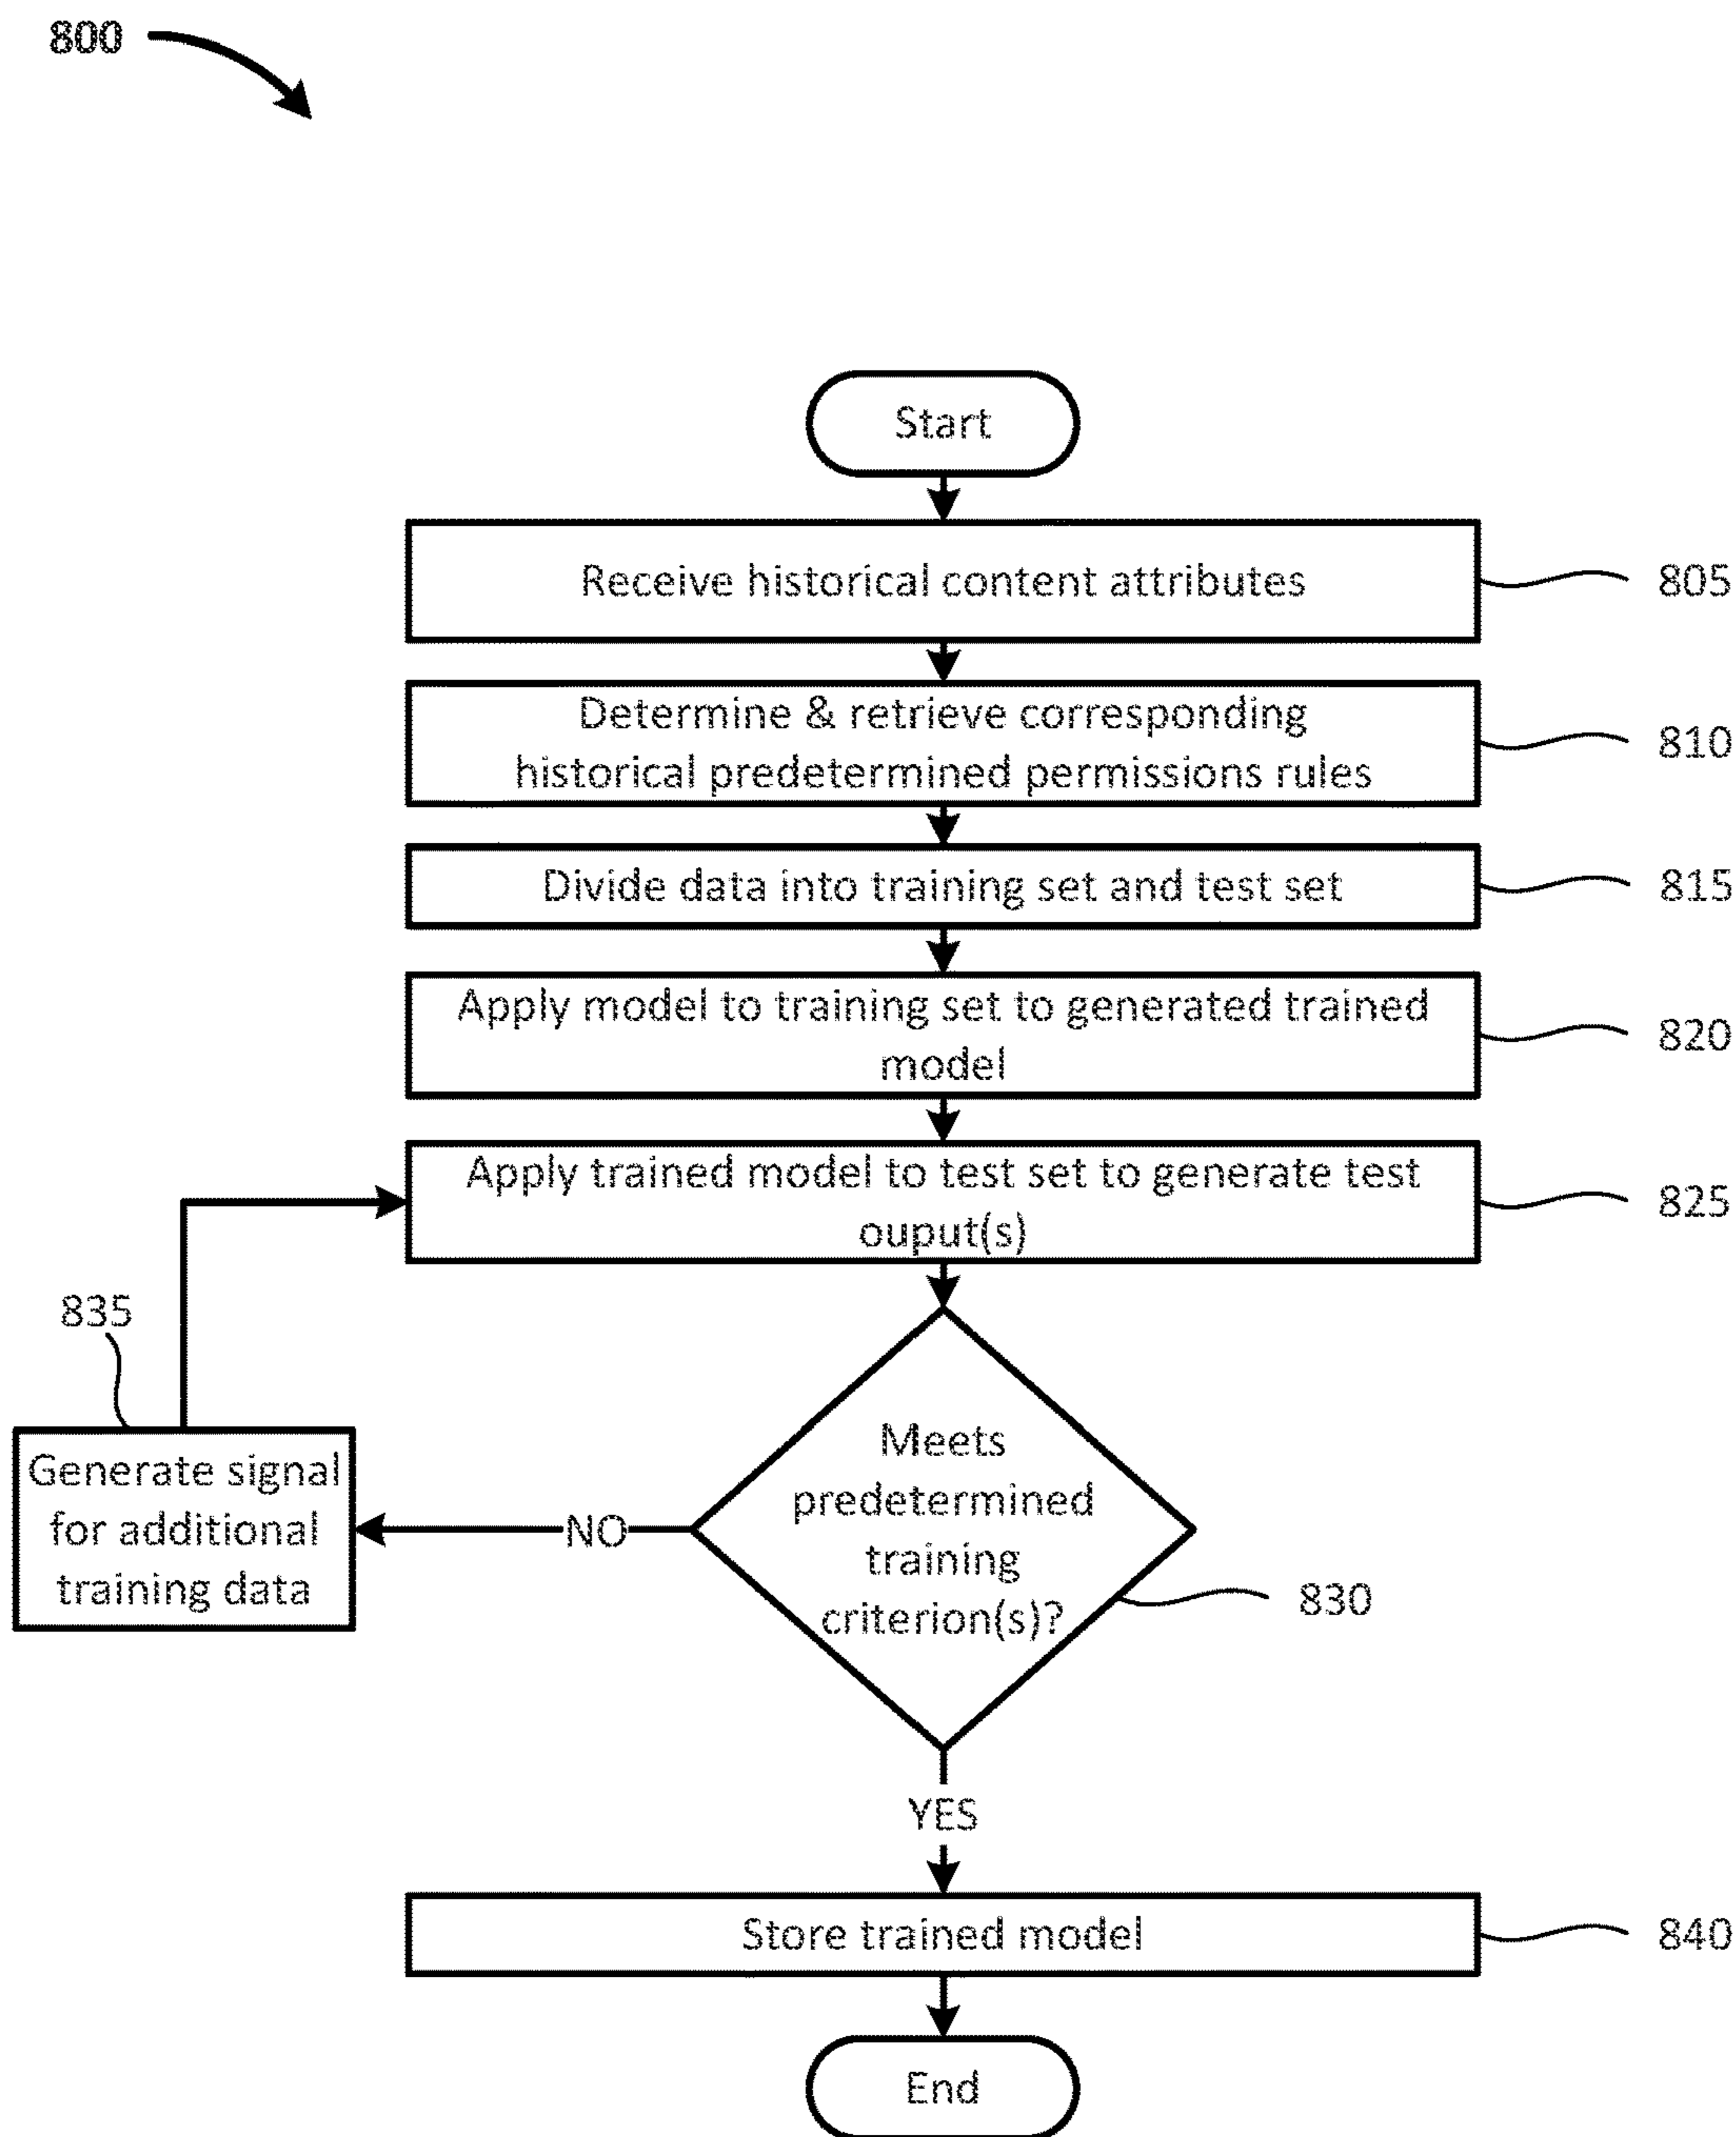 800
Start
Receive historical content attributes
805
Determine & retrieve corresponding
historical predetermined permissions rules
810
Divide data into training set and test set
815
Apply model to training set to generated trained
model
820
Apply trained model to test set to generate test
ouput(s)
825
835
Generate signal
for additional
training data
NO
Meets
predetermined
training
criterion(s)?
830
YES
Store trained model
840
End